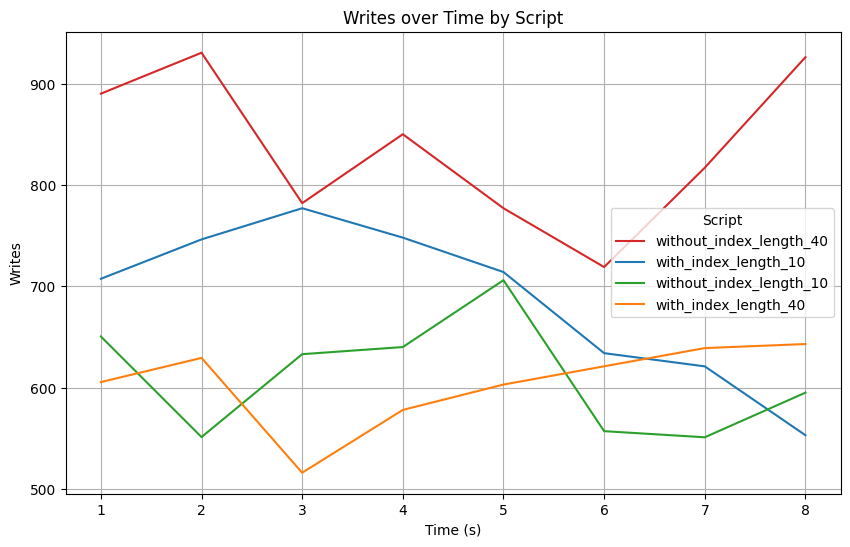 Writes over Time by Script
Writes
900
800
700
600
500
Script
without_index_length_40
with_index_length_10
without_index_length_10
with_index_length_40
1 2 3 4 5 6 7 8
Time (s)